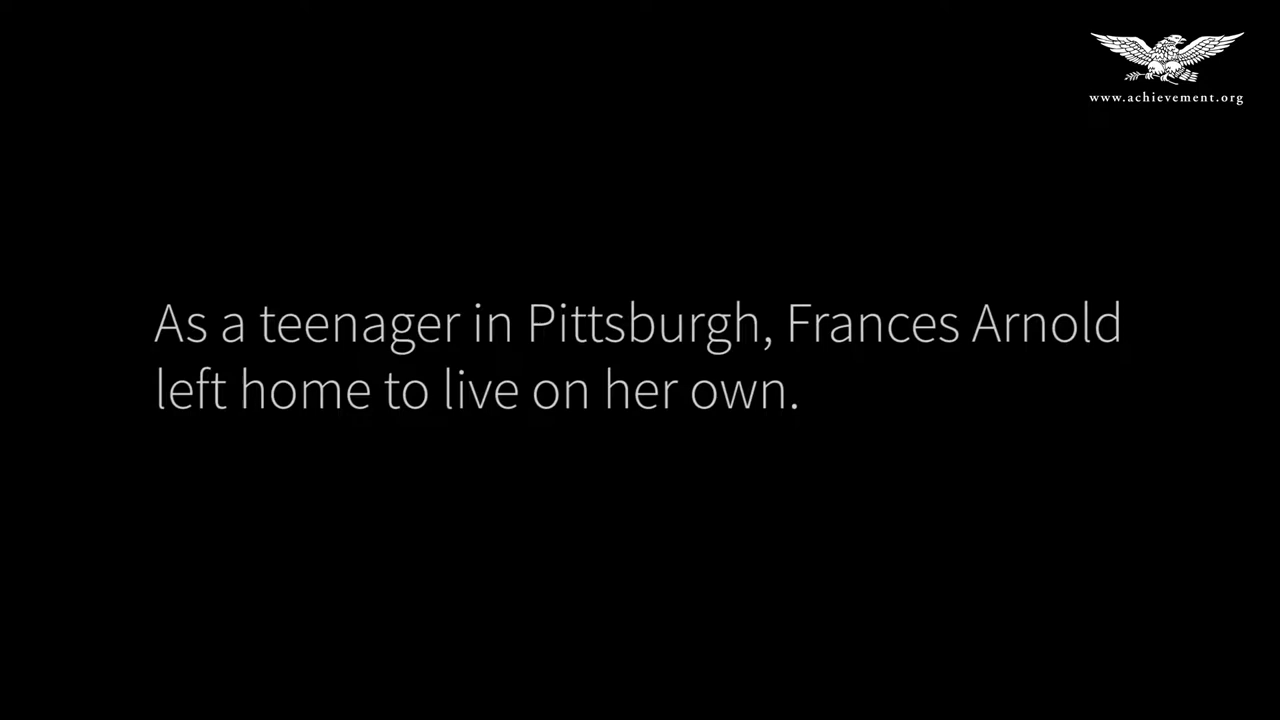 www.achievement.org
As a teenager in Pittsburgh, Frances Arnold
left home to live on her own.